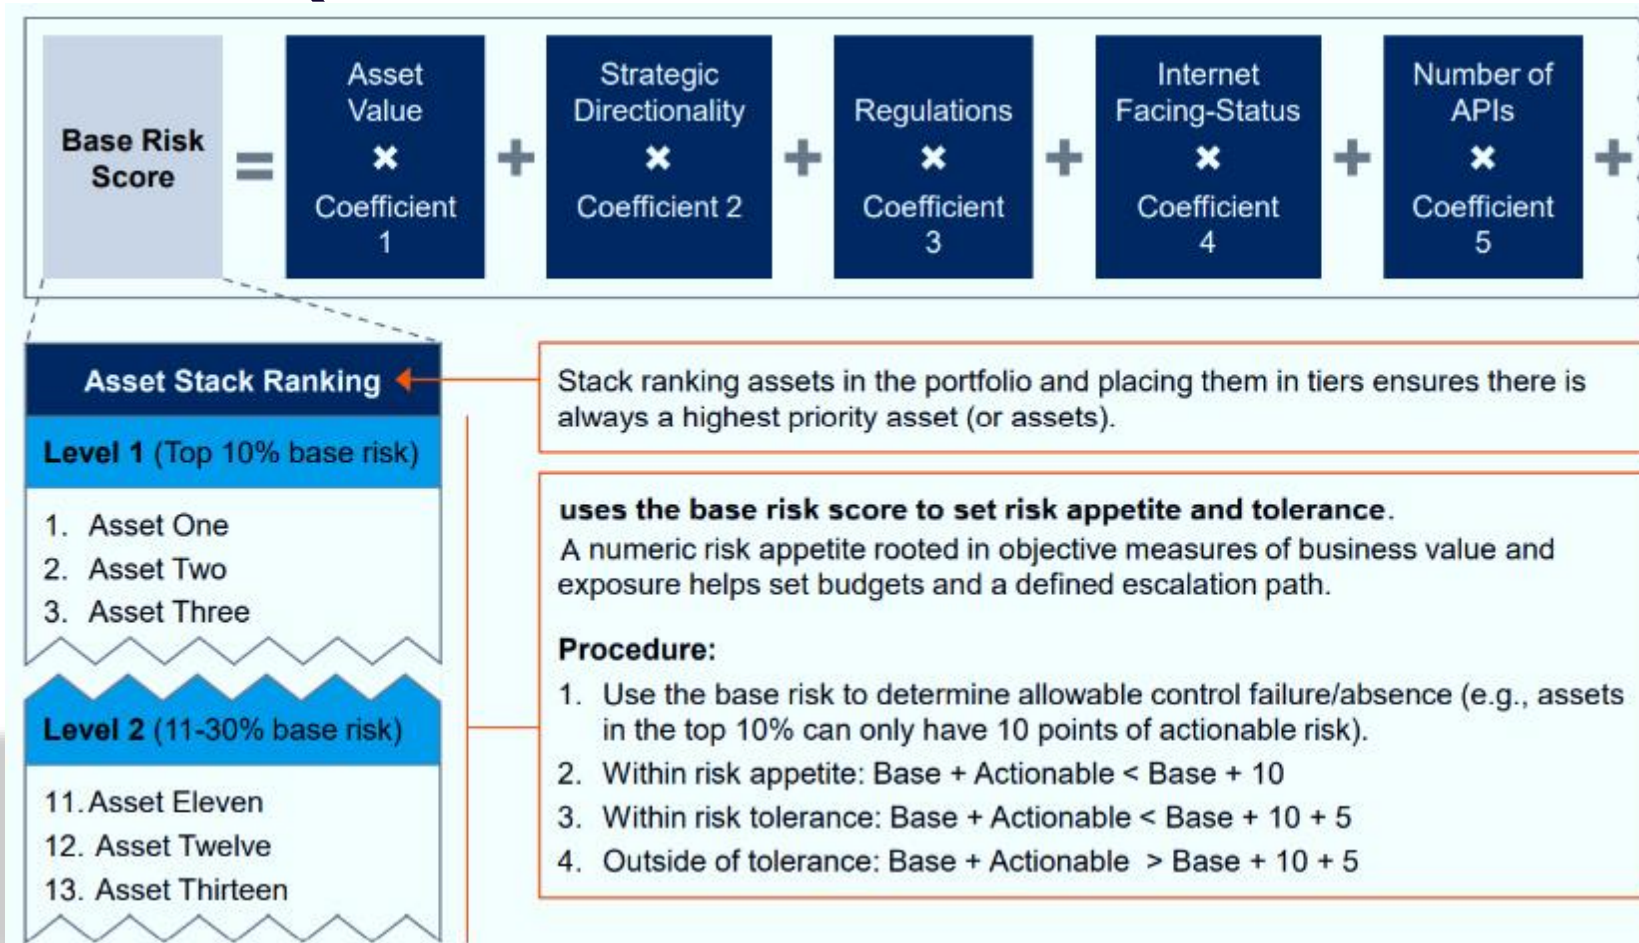 Base Risk
Score
=
Asset
Value
×
Coefficient
1
+
Strategic
Directionality
×
Coefficient 2
+
Regulations
×
Coefficient
3
+
Internet
Facing-Status
×
Coefficient
4
+
Number of
APIs
×
Coefficient
5
+
Asset Stack Ranking
Stack ranking assets in the portfolio and placing them in tiers ensures there is
always a highest priority asset (or assets).
Level 1 (Top 10% base risk)
1. Asset One
2. Asset Two
3. Asset Three
Level 2 (11-30% base risk)
11. Asset Eleven
12. Asset Twelve
13. Asset Thirteen
uses the base risk score to set risk appetite and tolerance.
A numeric risk appetite rooted in objective measures of business value and
exposure helps set budgets and a defined escalation path.
Procedure:
1. Use the base risk to determine allowable control failure/absence (e.g., assets
in the top 10% can only have 10 points of actionable risk).
2. Within risk appetite: Base + Actionable < Base + 10
3. Within risk tolerance: Base + Actionable < Base + 10 + 5
4. Outside of tolerance: Base + Actionable > Base + 10 + 5